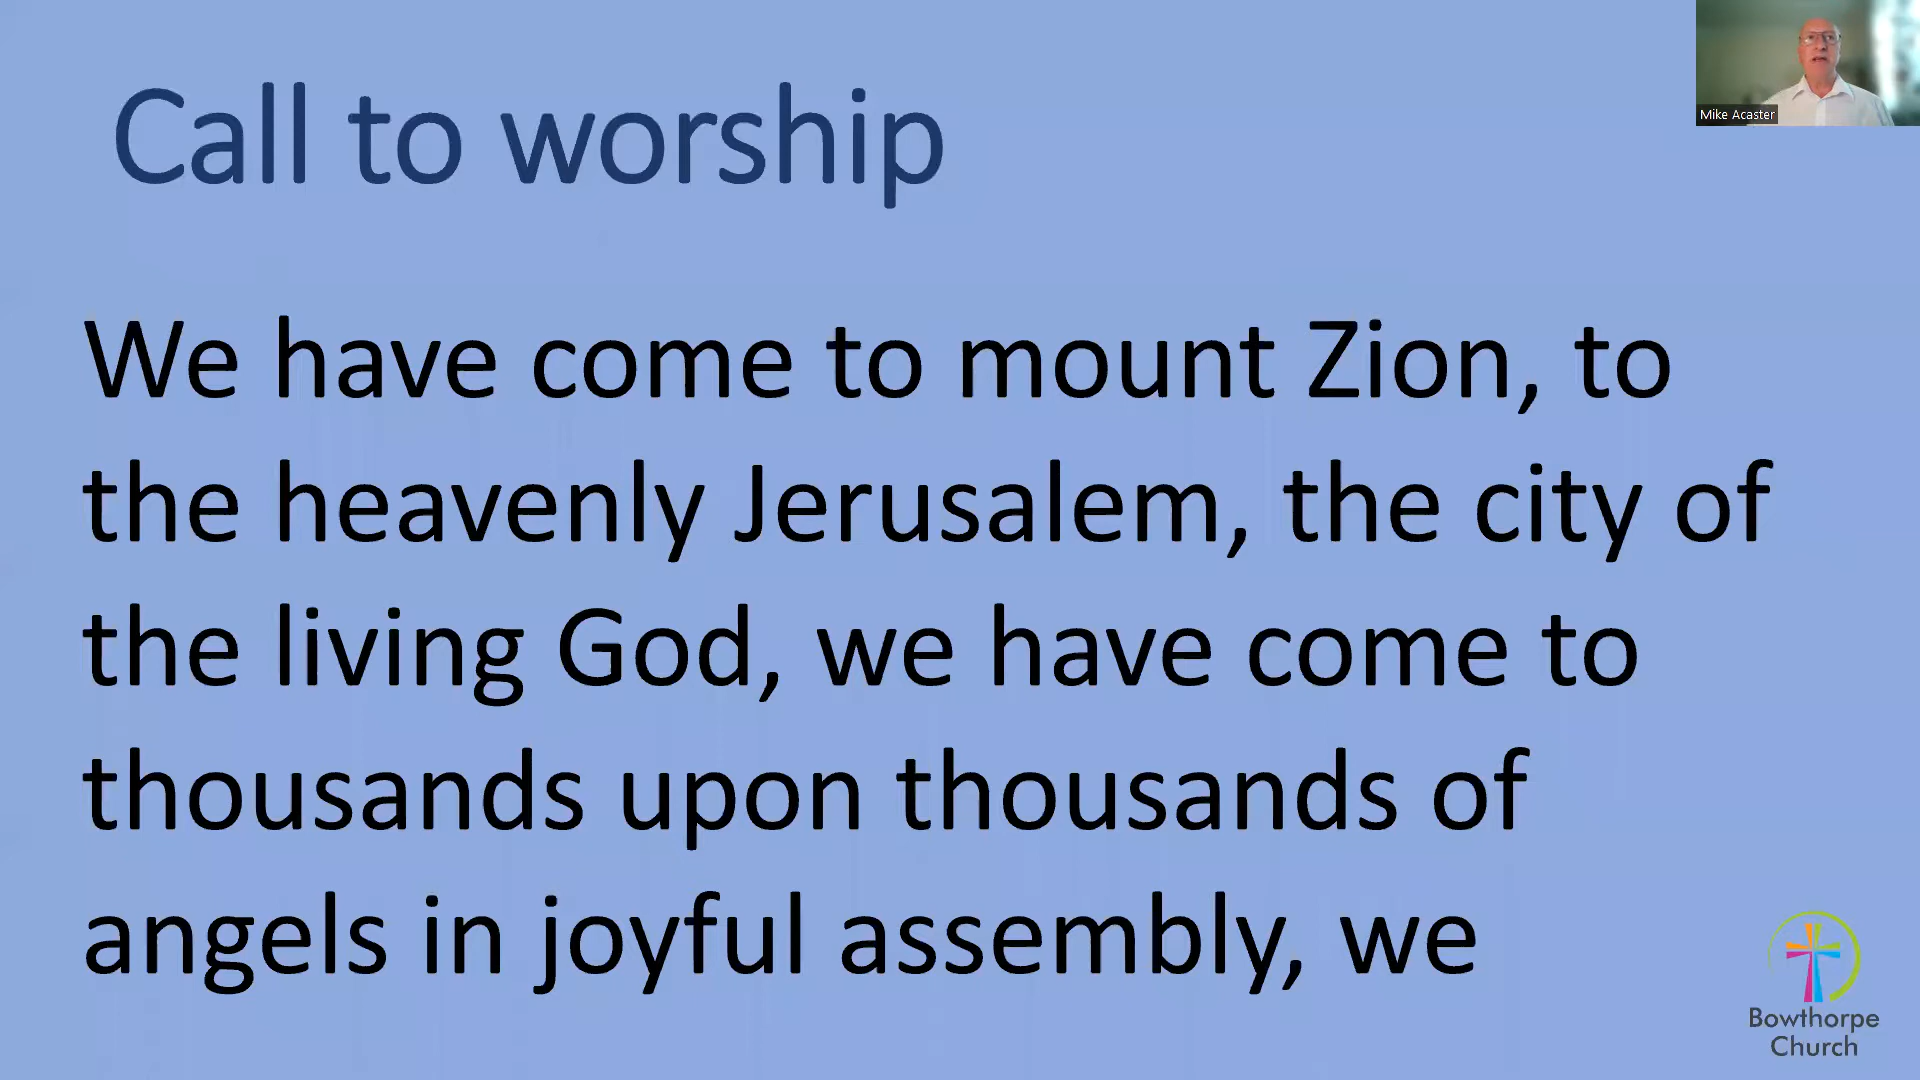 Call to worship
Mike Acaster
We have come to mount Zion, to
the heavenly Jerusalem, the city of
the living God, we have come to
thousands upon thousands of
angels in joyful assembly, we
Bowthorpe
Church